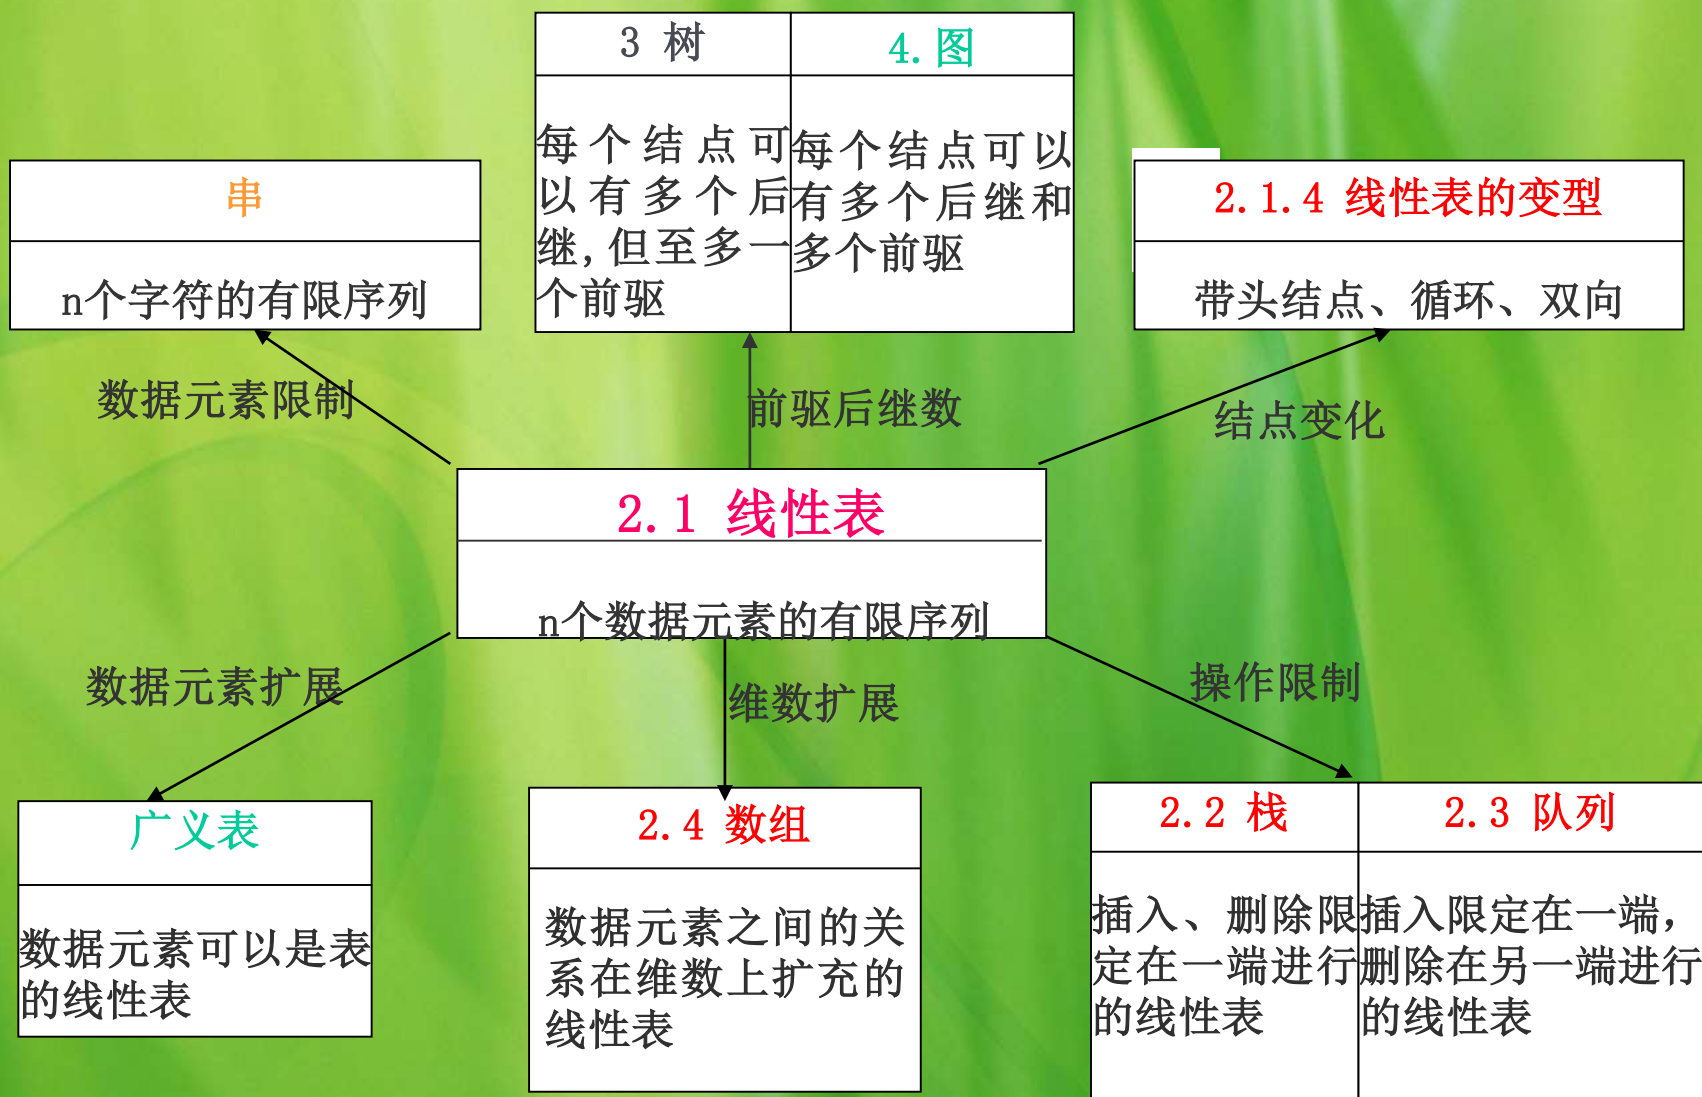 3 树
每个结点可
以有多个后
继,但至多一
个前驱
4.图
每个结点可以
有多个后继和
多个前驱
串
n个字符的有限序列
2.1.4 线性表的变型
带头结点、循环、双向
数据元素限制
前驱后继数
结点变化
2.1 线性表
n个数据元素的有限序列
数据元素扩展
维数扩展
操作限制
广义表
数据元素可以是表
的线性表
2.4 数组
数据元素之间的关
系在维数上扩充的
线性表
2.2 栈
插入、删除限
定在一端进行
的线性表
2.3 队列
插入限定在一端,
删除在另一端进行
的线性表